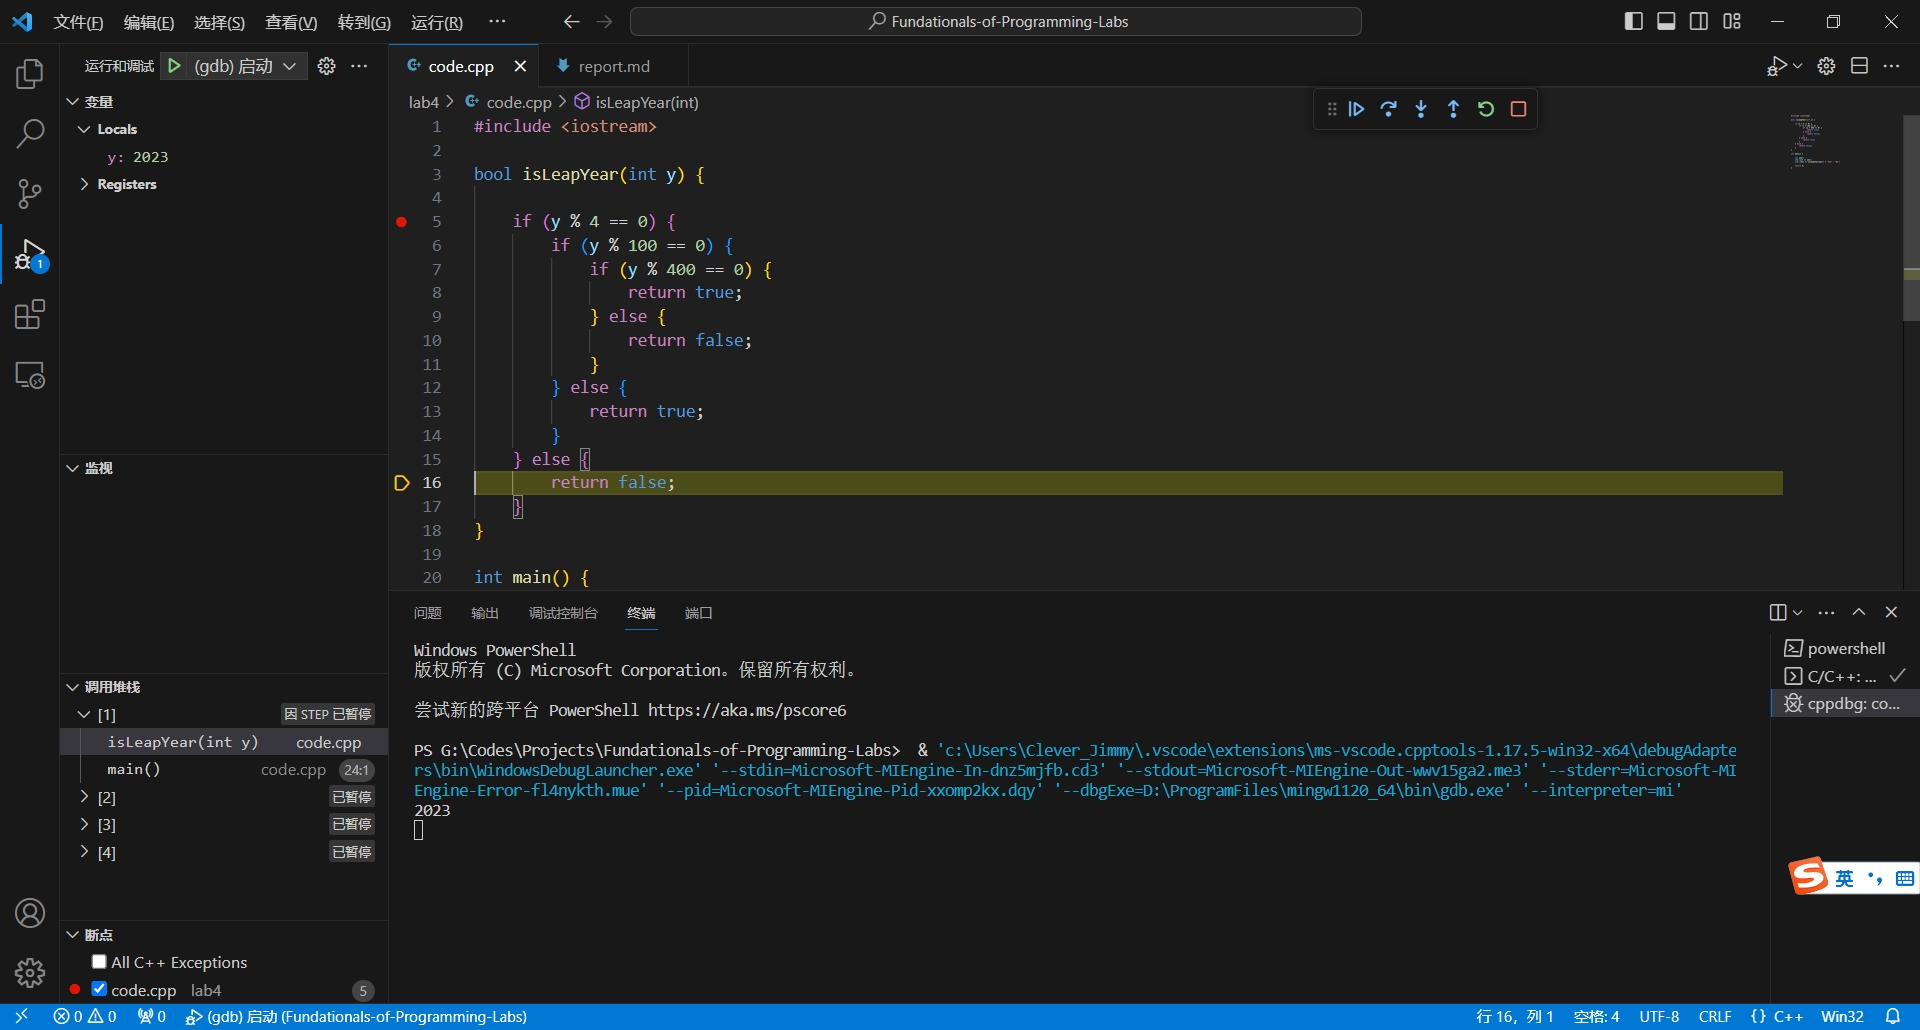 文件(F) 编辑(E) 选择(S) 查看(V) 转到(G) 运行(R) ··· Fundationals-of-Programming-Labs
运行和调试 (gdb) 启动 ···
变量
Locals
y: 2023
Registers
监视
调用堆栈
[1] 因 STEP 已暂停
isLeapYear(int y) code.cpp
main() code.cpp 24:1
[2] 已暂停
[3] 已暂停
[4] 已暂停
断点
All C++ Exceptions
code.cpp lab4 5
1
code.cpp report.md
lab4 > code.cpp > isLeapYear(int)
1 #include <iostream>
2
3 bool isLeapYear(int y) {
4
5 if (y % 4 == 0) {
6 if (y % 100 == 0) {
7 if (y % 400 == 0) {
8 return true;
9 } else {
10 return false;
11 }
12 } else {
13 return true;
14 }
15 } else {
16 return false;
17 }
18 }
19
20 int main() {
问题 输出 调试控制台 终端 端口
Windows PowerShell
版权所有 (C) Microsoft Corporation。保留所有权利。
尝试新的跨平台 PowerShell https://aka.ms/pscore6
PS G:\Codes\Projects\Fundationals-of-Programming-Labs> & 'c:\Users\Clever_Jimmy\.vscode\extensions\ms-vscode.cpptools-1.17.5-win32-x64\debugAdapte
rs\bin\WindowsDebugLauncher.exe' '--stdin=Microsoft-MIEngine-In-dnz5mjfb.cd3' '--stdout=Microsoft-MIEngine-Out-wwv15ga2.me3' '--stderr=Microsoft-MI
Engine-Error-fl4nykth.mue' '--pid=Microsoft-MIEngine-Pid-xxomp2kx.dqy' '--dbgExe=D:\ProgramFiles\mingw1120_64\bin\gdb.exe' '--interpreter=mi'
2023
powershell
C/C++: ...
cppdbg: co...
S 英
0 0 0 (gdb) 启动 (Fundationals-of-Programming-Labs) 行 16，列 1 空格: 4 UTF-8 CRLF {} C++ Win32